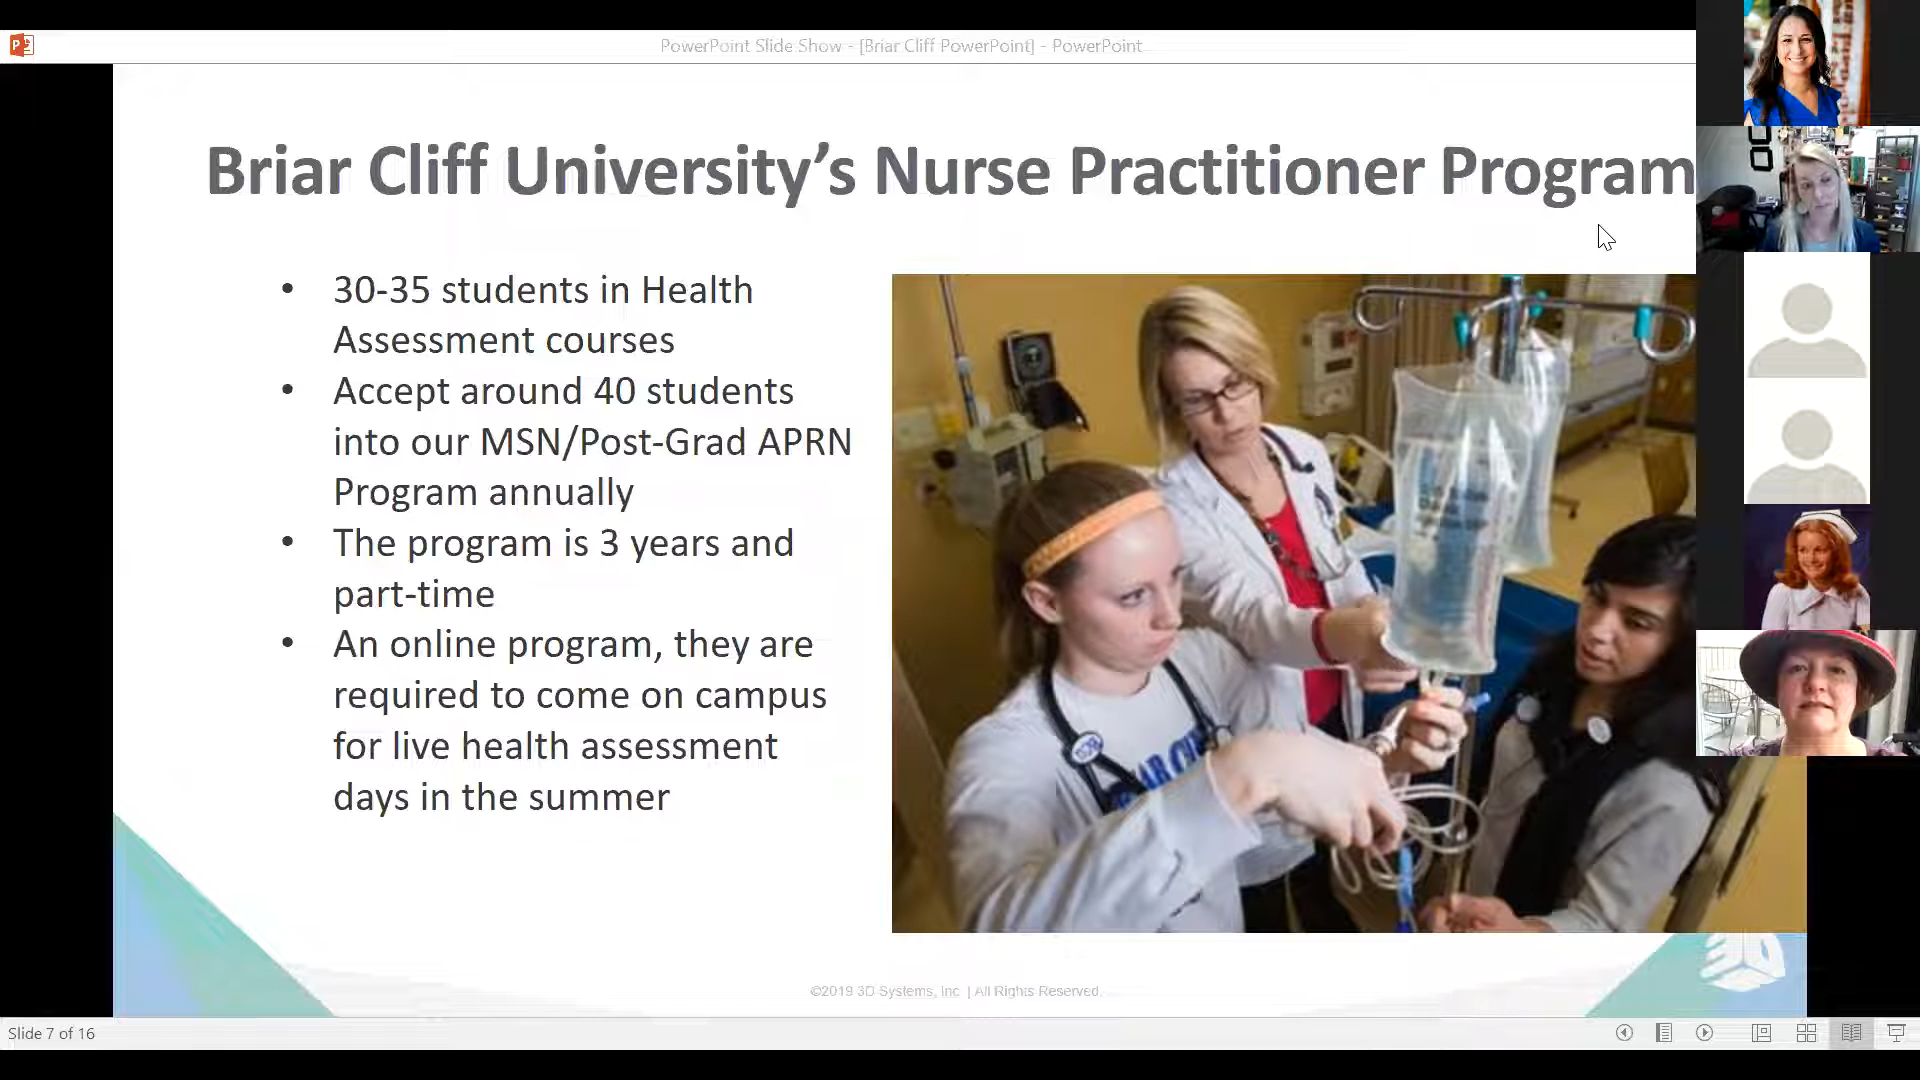 PowerPoint Slide Show - [Briar Cliff PowerPoint] - PowerPoint
Briar Cliff University’s Nurse Practitioner Program
• 30-35 students in Health
Assessment courses
• Accept around 40 students
into our MSN/Post-Grad APRN
Program annually
• The program is 3 years and
part-time
• An online program, they are
required to come on campus
for live health assessment
days in the summer
©2019 3D Systems, Inc. | All Rights Reserved.
Slide 7 of 16